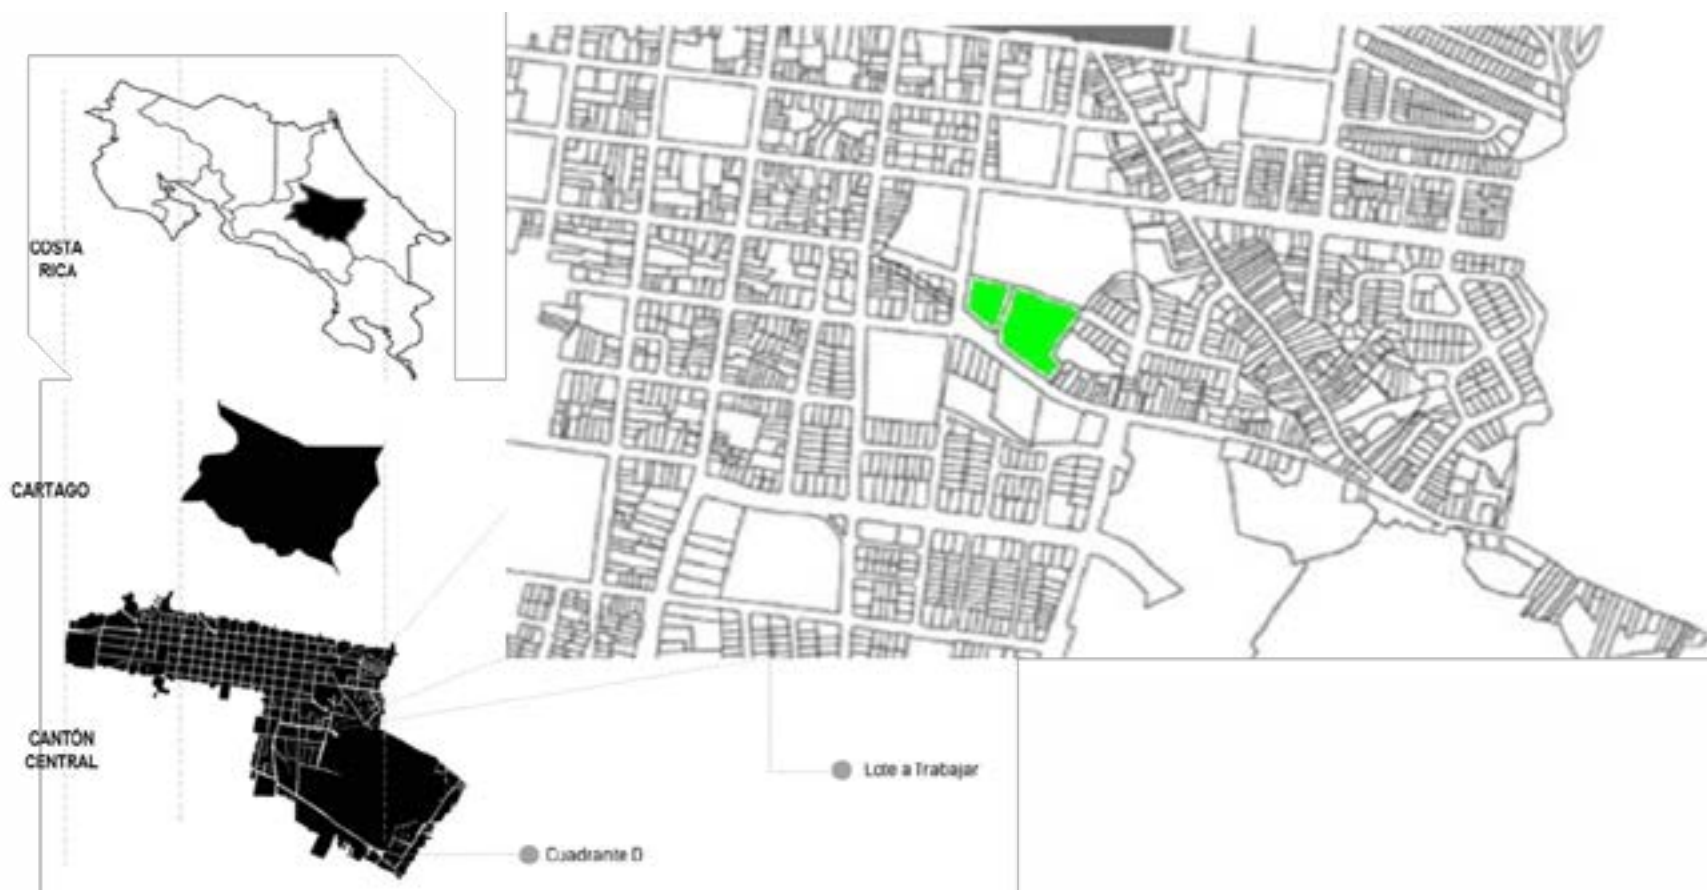 COSTA
RICA
CARTAGO
CANTÓN
CENTRAL
Lote a Trabajar
Cuadrante D